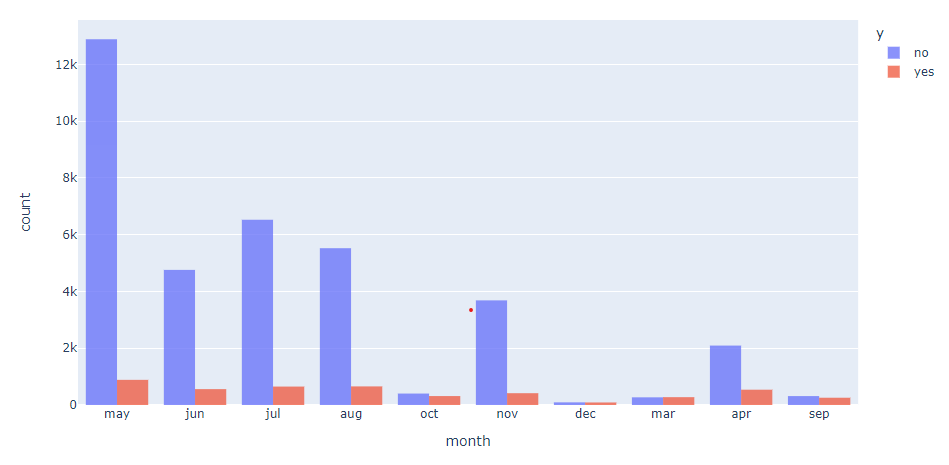 y
no
yes
12k
10k
8k
6k
4k
2k
0
count
may jun jul aug oct nov dec mar apr sep
month